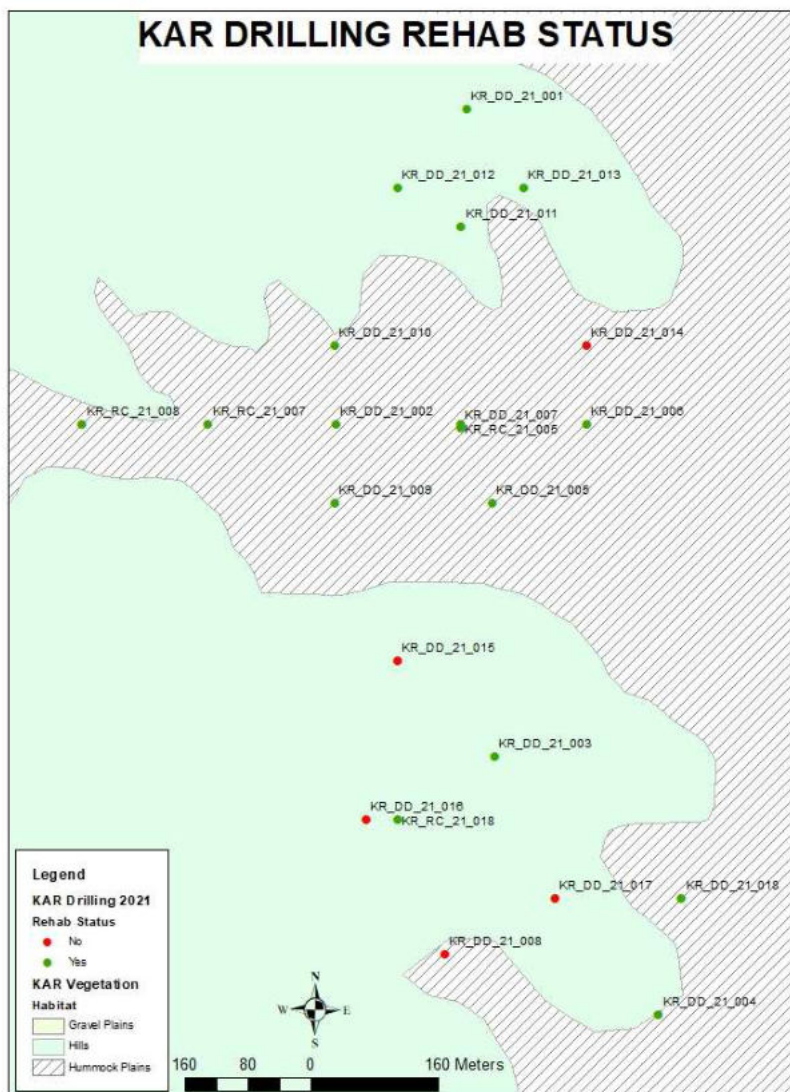 KAR DRILLING REHAB STATUS
KR_DD_21_001
KR_DD_21_012
KR_DD_21_013
KR_DD_21_011
KR_DD_21_010
KR_DD_21_014
KR_RC_21_008
KR_RC_21_007
KR_DD_21_002
KR_DD_21_007
KR_DD_21_006
KR_RC_21_005
KR_DD_21_009
KR_DD_21_005
KR_DD_21_015
KR_DD_21_003
KR_DD_21_016
KR_RC_21_018
KR_DD_21_017
KR_DD_21_018
KR_DD_21_008
KR_DD_21_004
Legend
KAR Drilling 2021
Rehab Status
No
Yes
KAR Vegetation
Habitat
Gravel Plains
Hills
Hummock Plains
N
W E
S
160 80 0 160 Meters